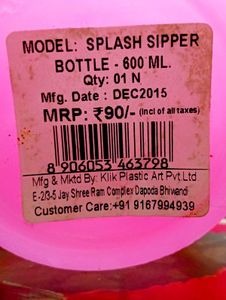 MODEL: SPLASH SIPPER
BOTTLE - 600 ML.
Qty: 01 N
Mfg. Date : DEC2015
MRP: ₹90/- (incl of all taxes)
8 906053 463798
Mfg & Mktd By: Klik Plastic Art Pvt.Ltd
E-2/3-5 Jay Shree Ram Complex Dapoda Bhiwandi
Customer Care:+91 9167994939